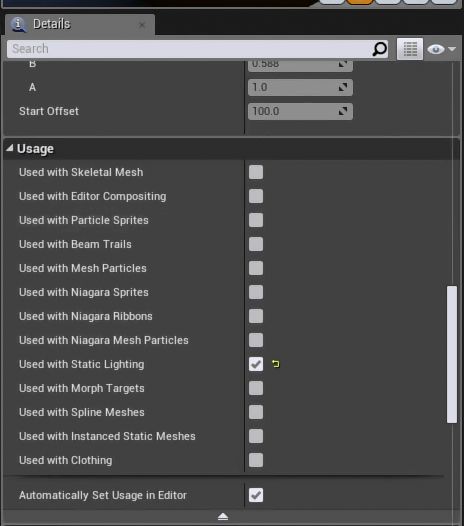 Details
Search
B 0.588
A 1.0
Start Offset 100.0
Usage
Used with Skeletal Mesh
Used with Editor Compositing
Used with Particle Sprites
Used with Beam Trails
Used with Mesh Particles
Used with Niagara Sprites
Used with Niagara Ribbons
Used with Niagara Mesh Particles
Used with Static Lighting
Used with Morph Targets
Used with Spline Meshes
Used with Instanced Static Meshes
Used with Clothing
Automatically Set Usage in Editor